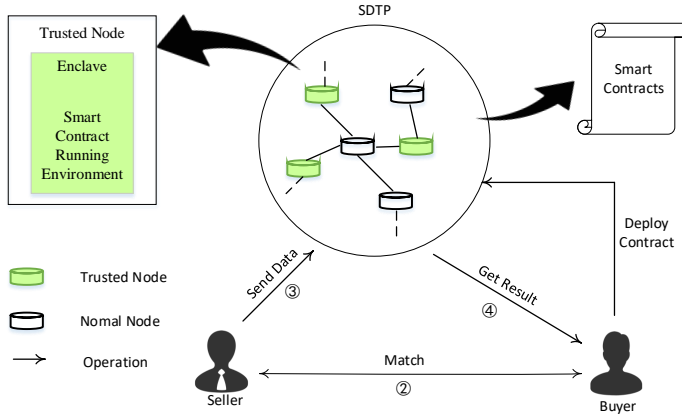 SDTP
Trusted Node
Enclave
Smart
Contract
Running
Environment
Smart
Contracts
Deploy
Contract
Trusted Node
Nomal Node
Operation
Send Data
③
Get Result
④
Match
②
Seller
Buyer